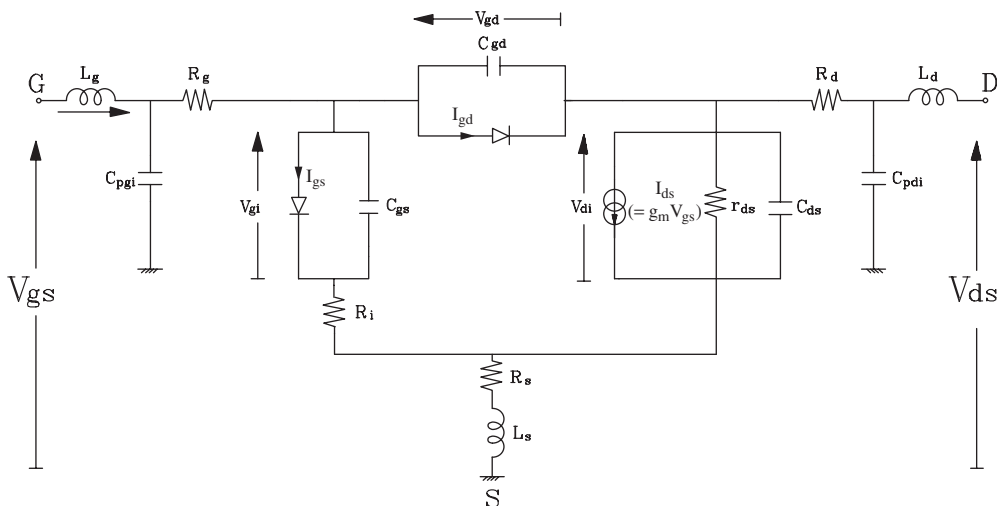 Vgd
Cgd
G
Lg
Rg
Rd
Ld
D
Igd
Cpgi
Vgi
Igs
Cgs
Vdi
Ids
(= gmVgs)
rds
Cds
Cpdi
Vgs
Vds
Ri
Rs
Ls
S